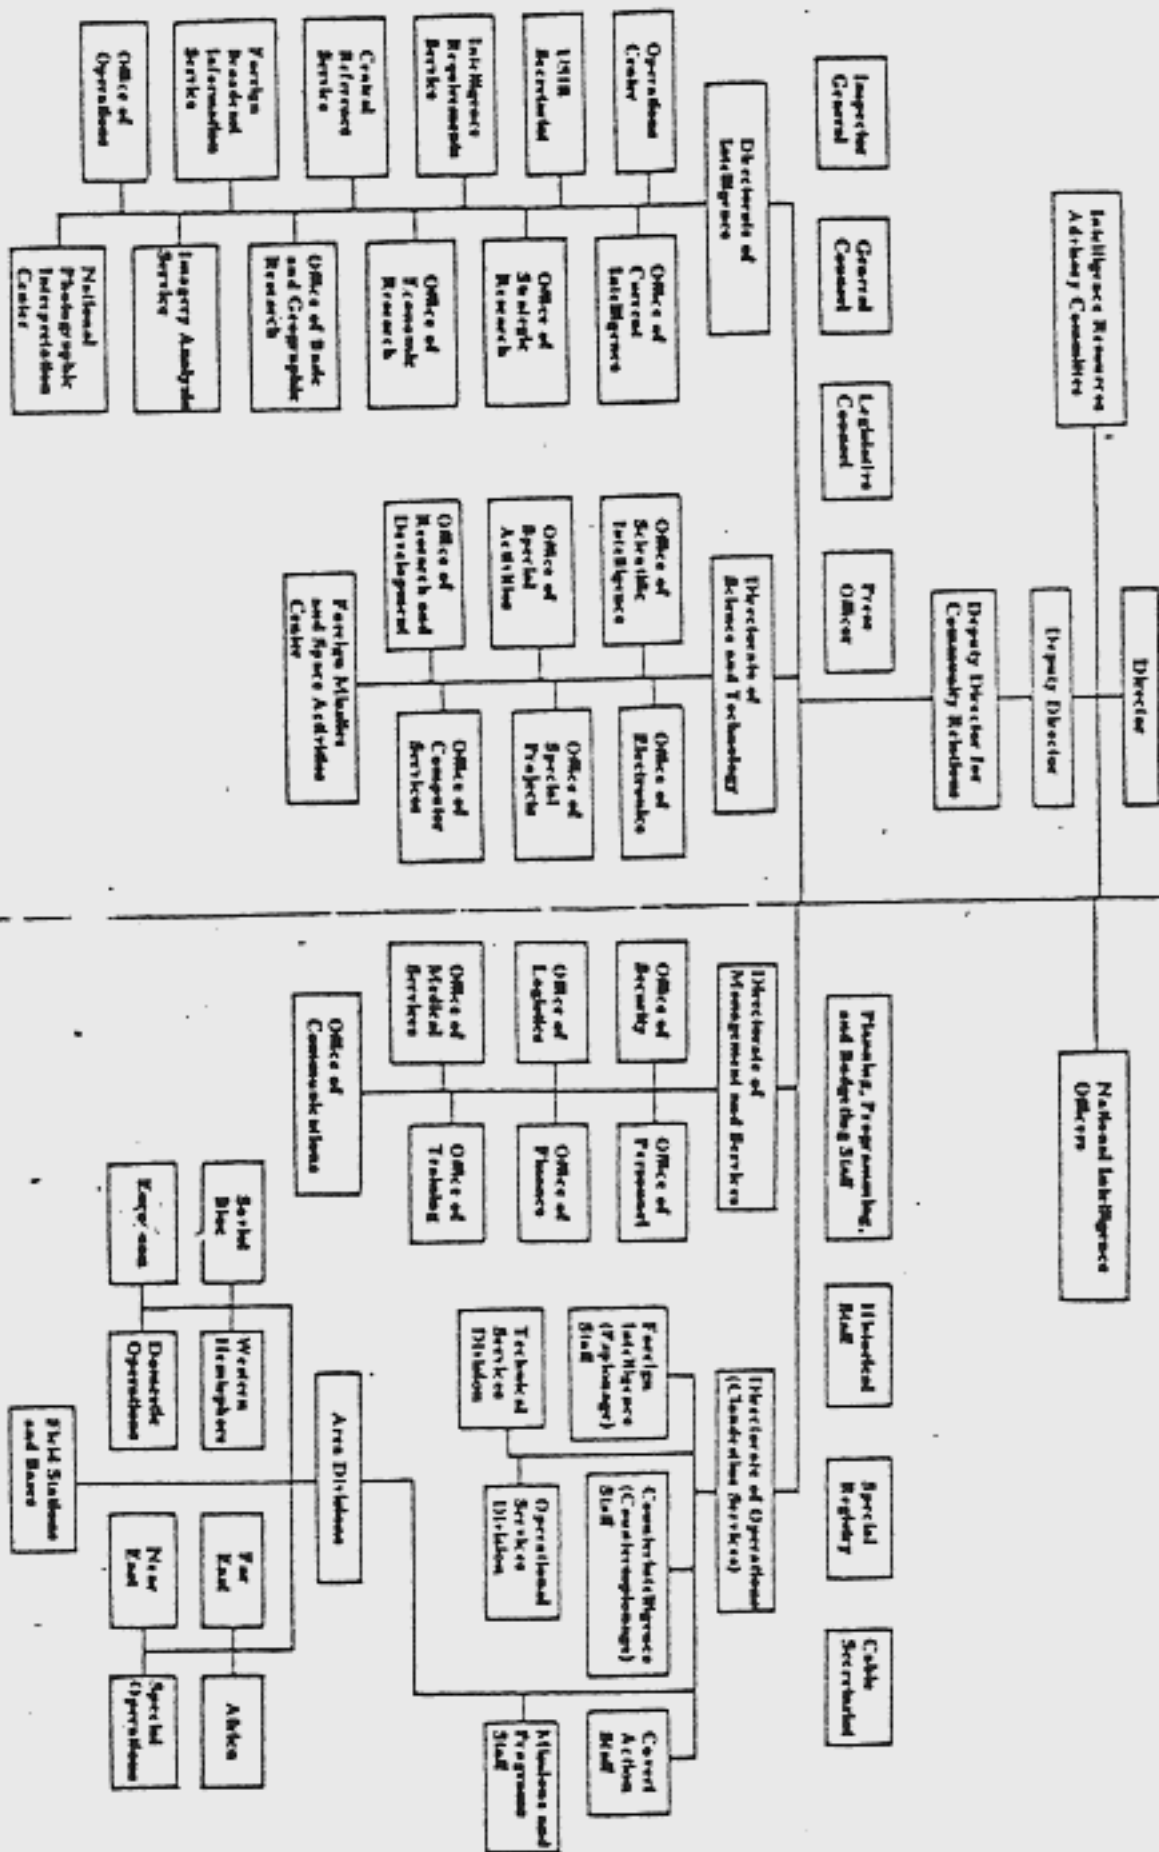 Director
Deputy Director
Intelligence Resources
Advisory Committee
National Intelligence
Officers
Deputy Director for
Community Relations
Inspector
General
General
Counsel
Legislative
Counsel
Press
Officer
Planning, Programming,
and Budgeting Staff
Historical
Staff
Special
Registry
Cable
Secretariat
Directorate of
Intelligence
Directorate of
Science and Technology
Directorate of
Management and Services
Directorate of Operations
(Clandestine Services)
Operations
Center
USIB
Secretariat
Intelligence
Requirements
Service
Central
Reference
Service
Foreign
Broadcast
Information
Service
Office of
Operations
Office of
Current
Intelligence
Office of
Strategic
Research
Office of
Economic
Research
Office of Basic
and Geographic
Research
Imagery Analysis
Service
National
Photographic
Interpretation
Center
Office of
Scientific
Intelligence
Office of
Special
Activities
Office of
Research and
Development
Office of
Electronics
Office of
Special
Projects
Office of
Computer
Services
Foreign Missiles
and Space Activities
Center
Office of
Security
Office of
Logistics
Office of
Medical
Services
Office of
Personnel
Office of
Finance
Office of
Training
Office of
Communications
Foreign
Intelligence
(Espionage)
Staff
Counterintelligence
(Counterespionage)
Staff
Covert
Action
Staff
Technical
Services
Division
Operational
Services
Division
Missions and
Programs
Staff
Area Divisions
Soviet
Bloc
Western
Hemisphere
Far
East
Africa
European
Domestic
Operations
Near
East
Special
Operations
Field Stations
and Bases